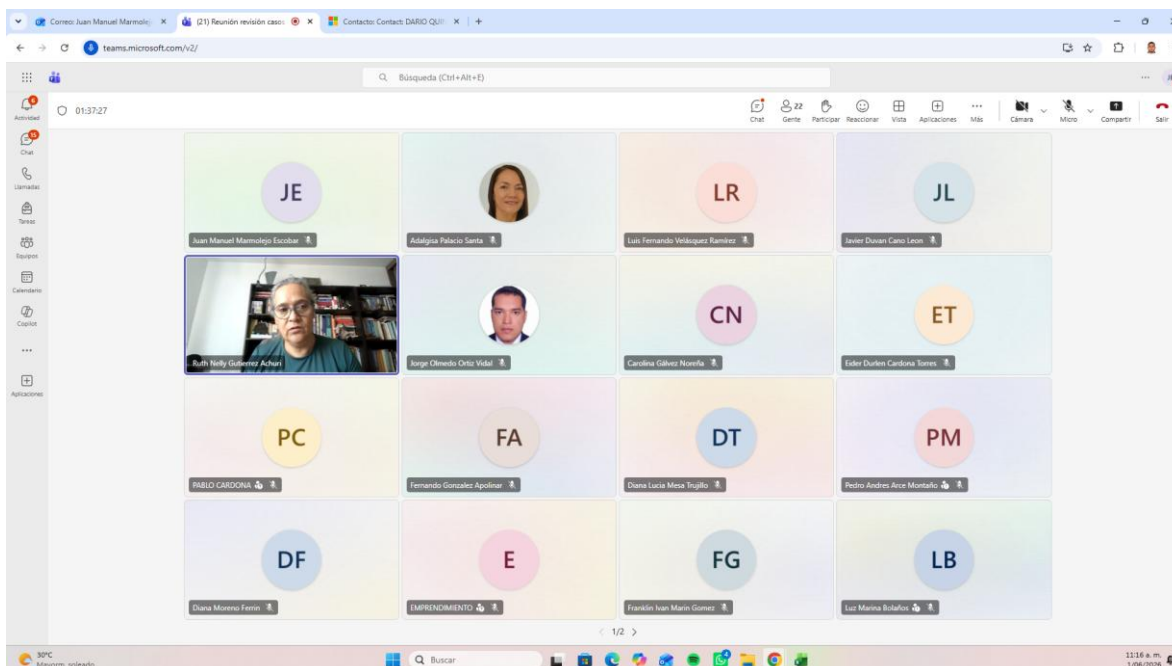 Correo: Juan Manuel Marmolej
(21) Reunión revisión casos
Contacto: Contact: DARIO QUI
teams.microsoft.com/v2/
Búsqueda (Ctrl+Alt+E)
01:37:27
Chat
22
Gente
Participar
Reaccionar
Vista
Aplicaciones
Más
Cámara
Micro
Compartir
Salir
6
Actividad
15
Chat
Llamadas
Tareas
Equipos
Calendario
Copilot
Aplicaciones
JE
Juan Manuel Marmolejo Escobar
Adalgisa Palacio Santa
LR
Luis Fernando Velásquez Ramírez
JL
Javier Duvan Cano Leon
Ruth Nelly Gutierrez Achuri
Jorge Olmedo Ortiz Vidal
CN
Carolina Gálvez Noreña
ET
Eider Durlen Cardona Torres
PC
PABLO CARDONA
FA
Fernando Gonzalez Apolinar
DT
Diana Lucia Mesa Trujillo
PM
Pedro Andres Arce Montaño
DF
Diana Moreno Ferrin
E
EMPRENDIMIENTO
FG
Franklin Ivan Marin Gomez
LB
Luz Marina Bolaños
1/2
30°C
Mayorm. soleado
Buscar
11:16 a. m.